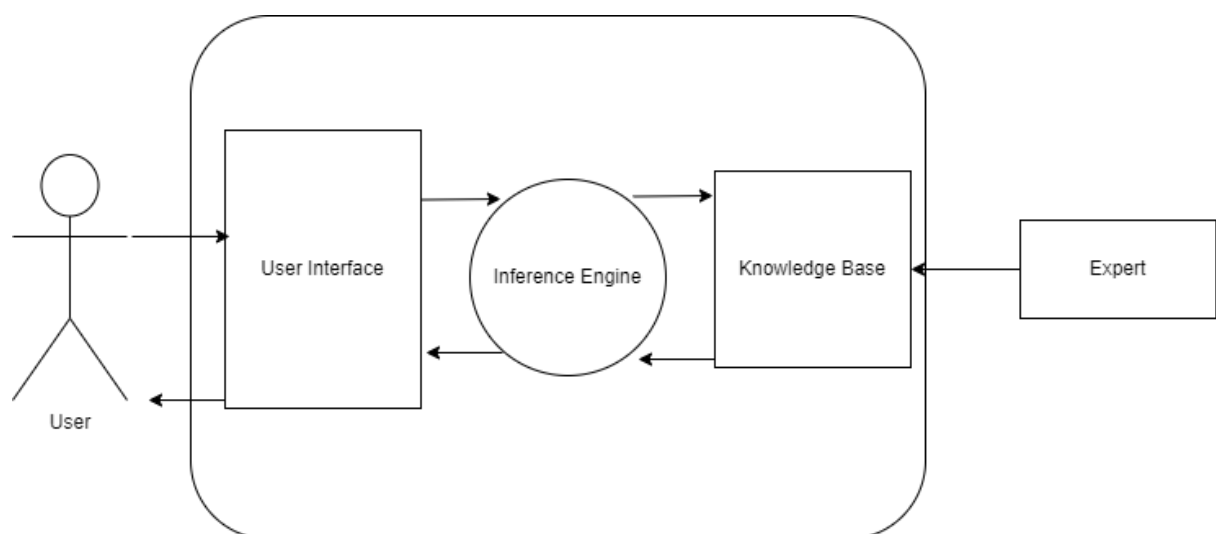 User Interface
Inference Engine
Knowledge Base
Expert
User